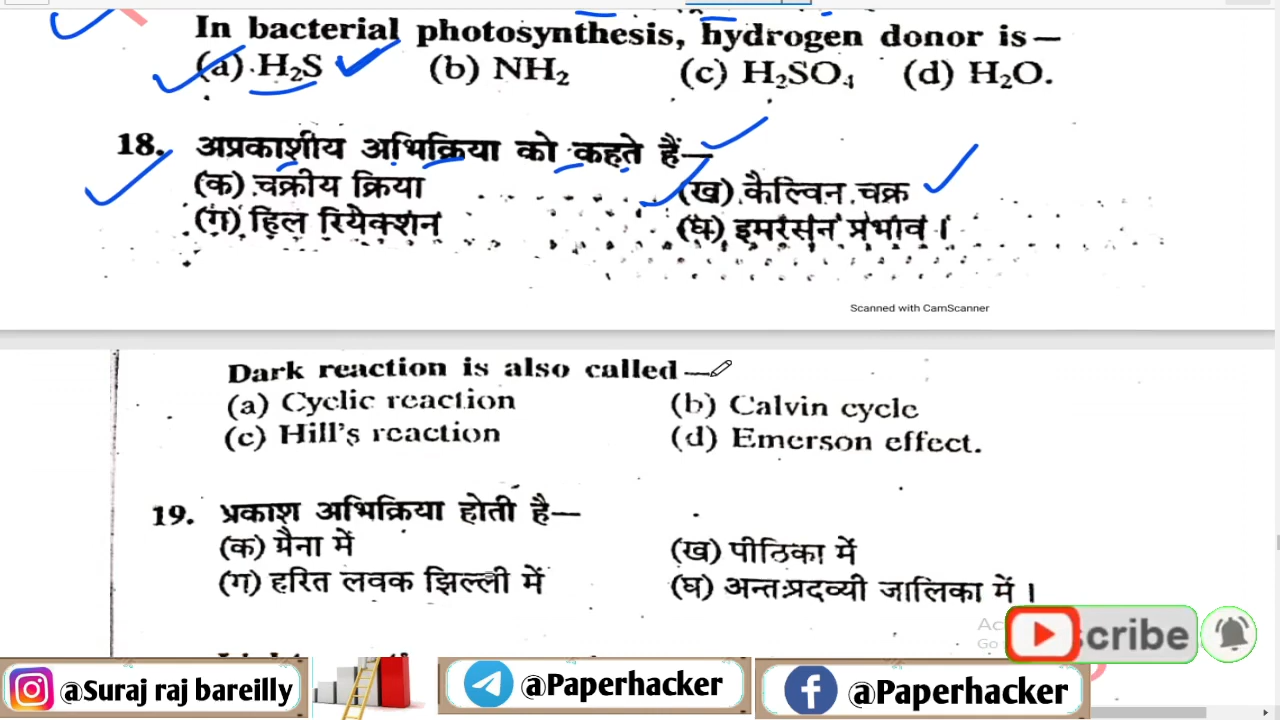 In bacterial photosynthesis, hydrogen donor is—
(a) H₂S (b) NH₂ (c) H₂SO₄ (d) H₂O.
18. अप्रकाशीय अभिक्रिया को कहते हैं—
(क) चक्रीय क्रिया (ख) कैल्विन चक्र
(ग) हिल रियेक्शन (घ) इमरसन प्रभाव ।
Scanned with CamScanner
Dark reaction is also called—
(a) Cyclic reaction (b) Calvin cycle
(c) Hill's reaction (d) Emerson effect.
19. प्रकाश अभिक्रिया होती है—
(क) ग्रैना में (ख) पीठिका में
(ग) हरित लवक झिल्ली में (घ) अन्तःप्रदव्यी जालिका में ।
cribe
@Suraj raj bareilly @Paperhacker @Paperhacker